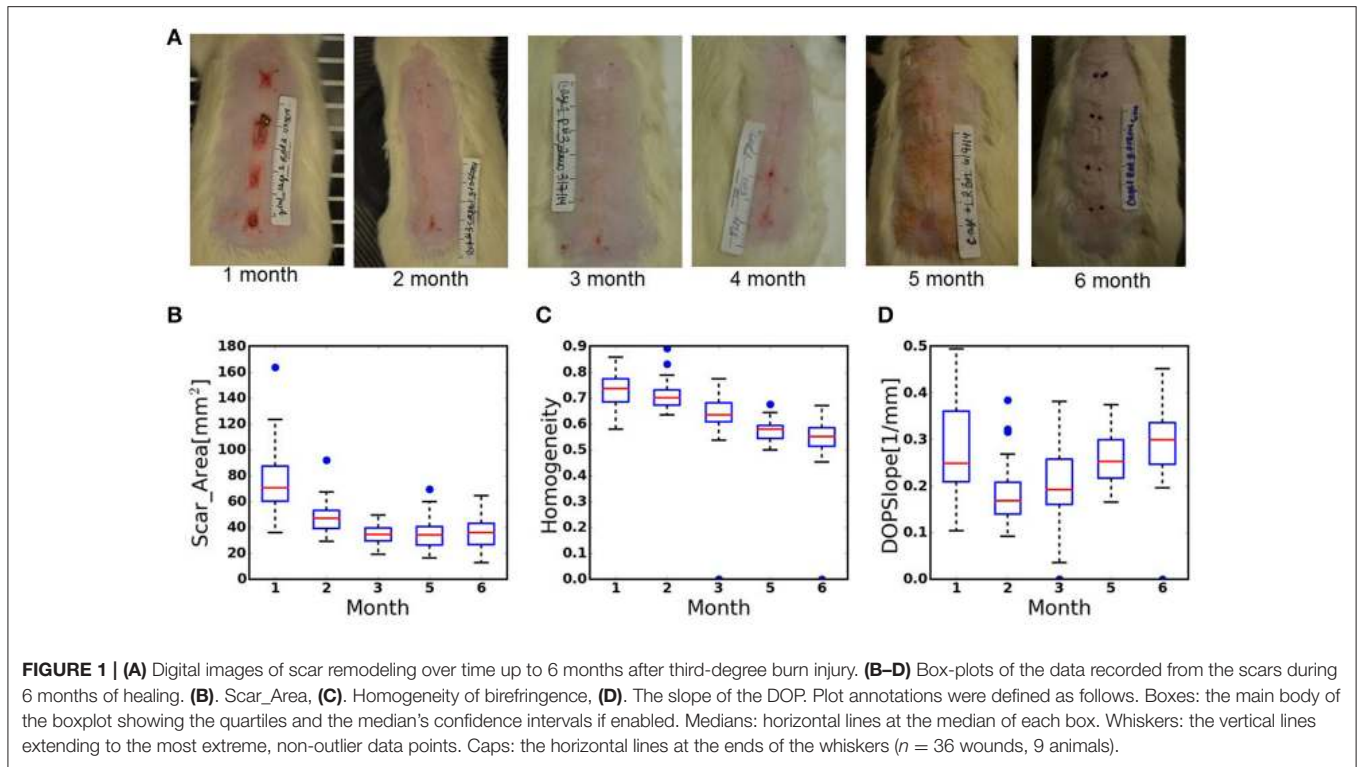 A
1 month
2 month
3 month
4 month
5 month
6 month
B
C
D
180
160
140
120
100
80
60
40
20
0
Scar_Area[mm²]
1 2 3 5 6
Month
0.9
0.8
0.7
0.6
0.5
0.4
0.3
0.2
0.1
0.0
Homogeneity
1 2 3 5 6
Month
0.5
0.4
0.3
0.2
0.1
0.0
DOPSlope[1/mm]
1 2 3 5 6
Month
FIGURE 1 | (A) Digital images of scar remodeling over time up to 6 months after third-degree burn injury. (B–D) Box-plots of the data recorded from the scars during
6 months of healing. (B). Scar_Area, (C). Homogeneity of birefringence, (D). The slope of the DOP. Plot annotations were defined as follows. Boxes: the main body of
the boxplot showing the quartiles and the median’s confidence intervals if enabled. Medians: horizontal lines at the median of each box. Whiskers: the vertical lines
extending to the most extreme, non-outlier data points. Caps: the horizontal lines at the ends of the whiskers (n = 36 wounds, 9 animals).